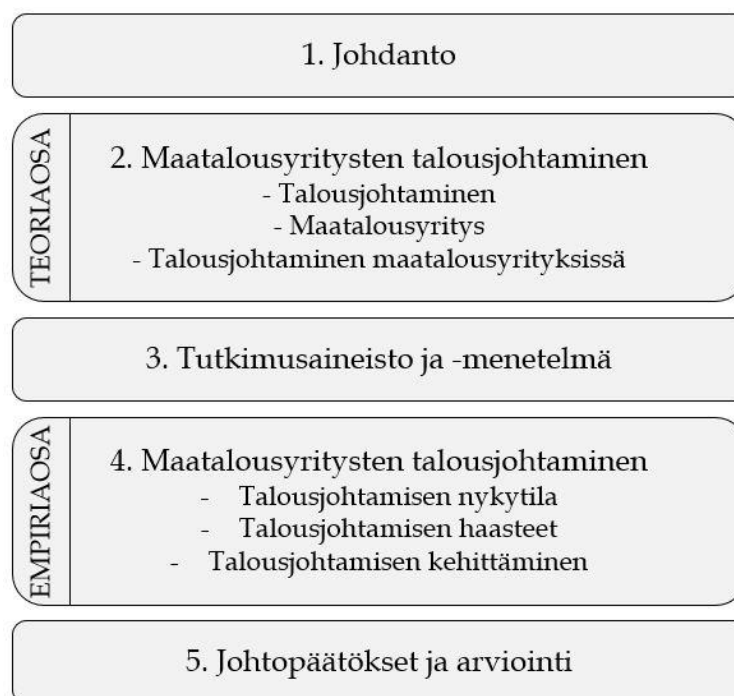 1. Johdanto
TEORIAOSA
2. Maatalousyritysten talousjohtaminen
- Talousjohtaminen
- Maatalousyritys
- Talousjohtaminen maatalousyrityksissä
3. Tutkimusaineisto ja -menetelmä
EMPIRIAOSA
4. Maatalousyritysten talousjohtaminen
- Talousjohtamisen nykytila
- Talousjohtamisen haasteet
- Talousjohtamisen kehittäminen
5. Johtopäätökset ja arviointi